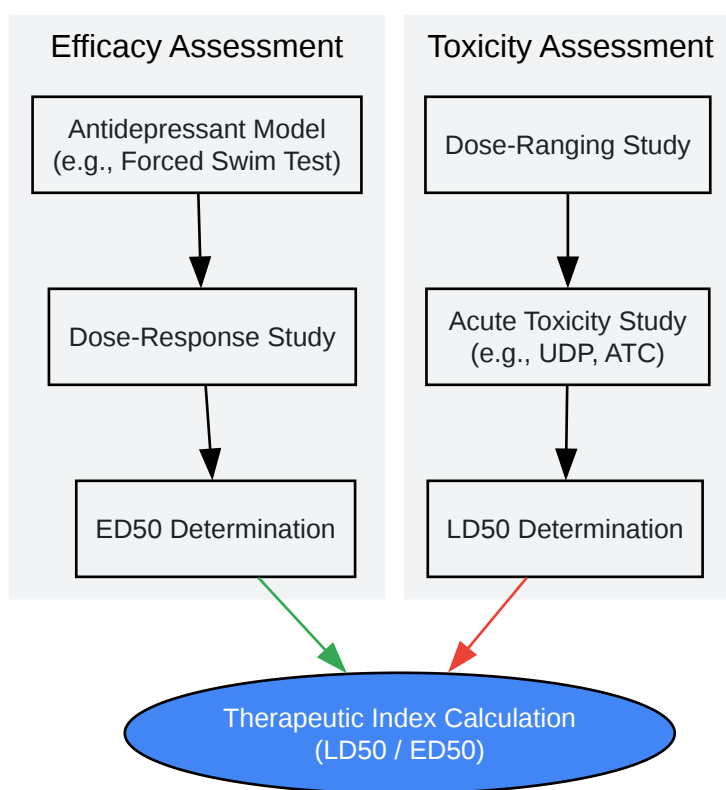 Efficacy Assessment
Antidepressant Model
(e.g., Forced Swim Test)
Dose-Response Study
ED50 Determination
Toxicity Assessment
Dose-Ranging Study
Acute Toxicity Study
(e.g., UDP, ATC)
LD50 Determination
Therapeutic Index Calculation
(LD50 / ED50)